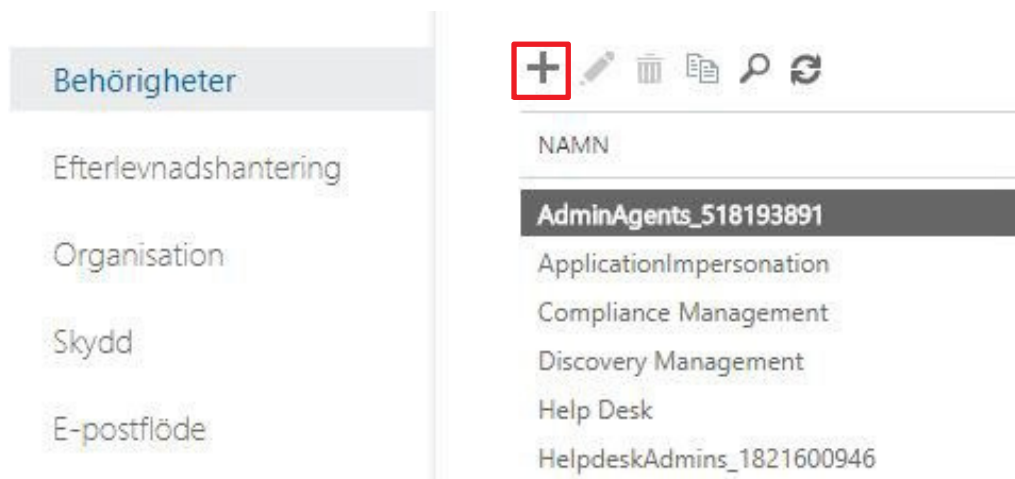 Behörigheter
Efterlevnadshantering
Organisation
Skydd
E-postflöde
NAMN
AdminAgents_518193891
ApplicationImpersonation
Compliance Management
Discovery Management
Help Desk
HelpdeskAdmins_1821600946